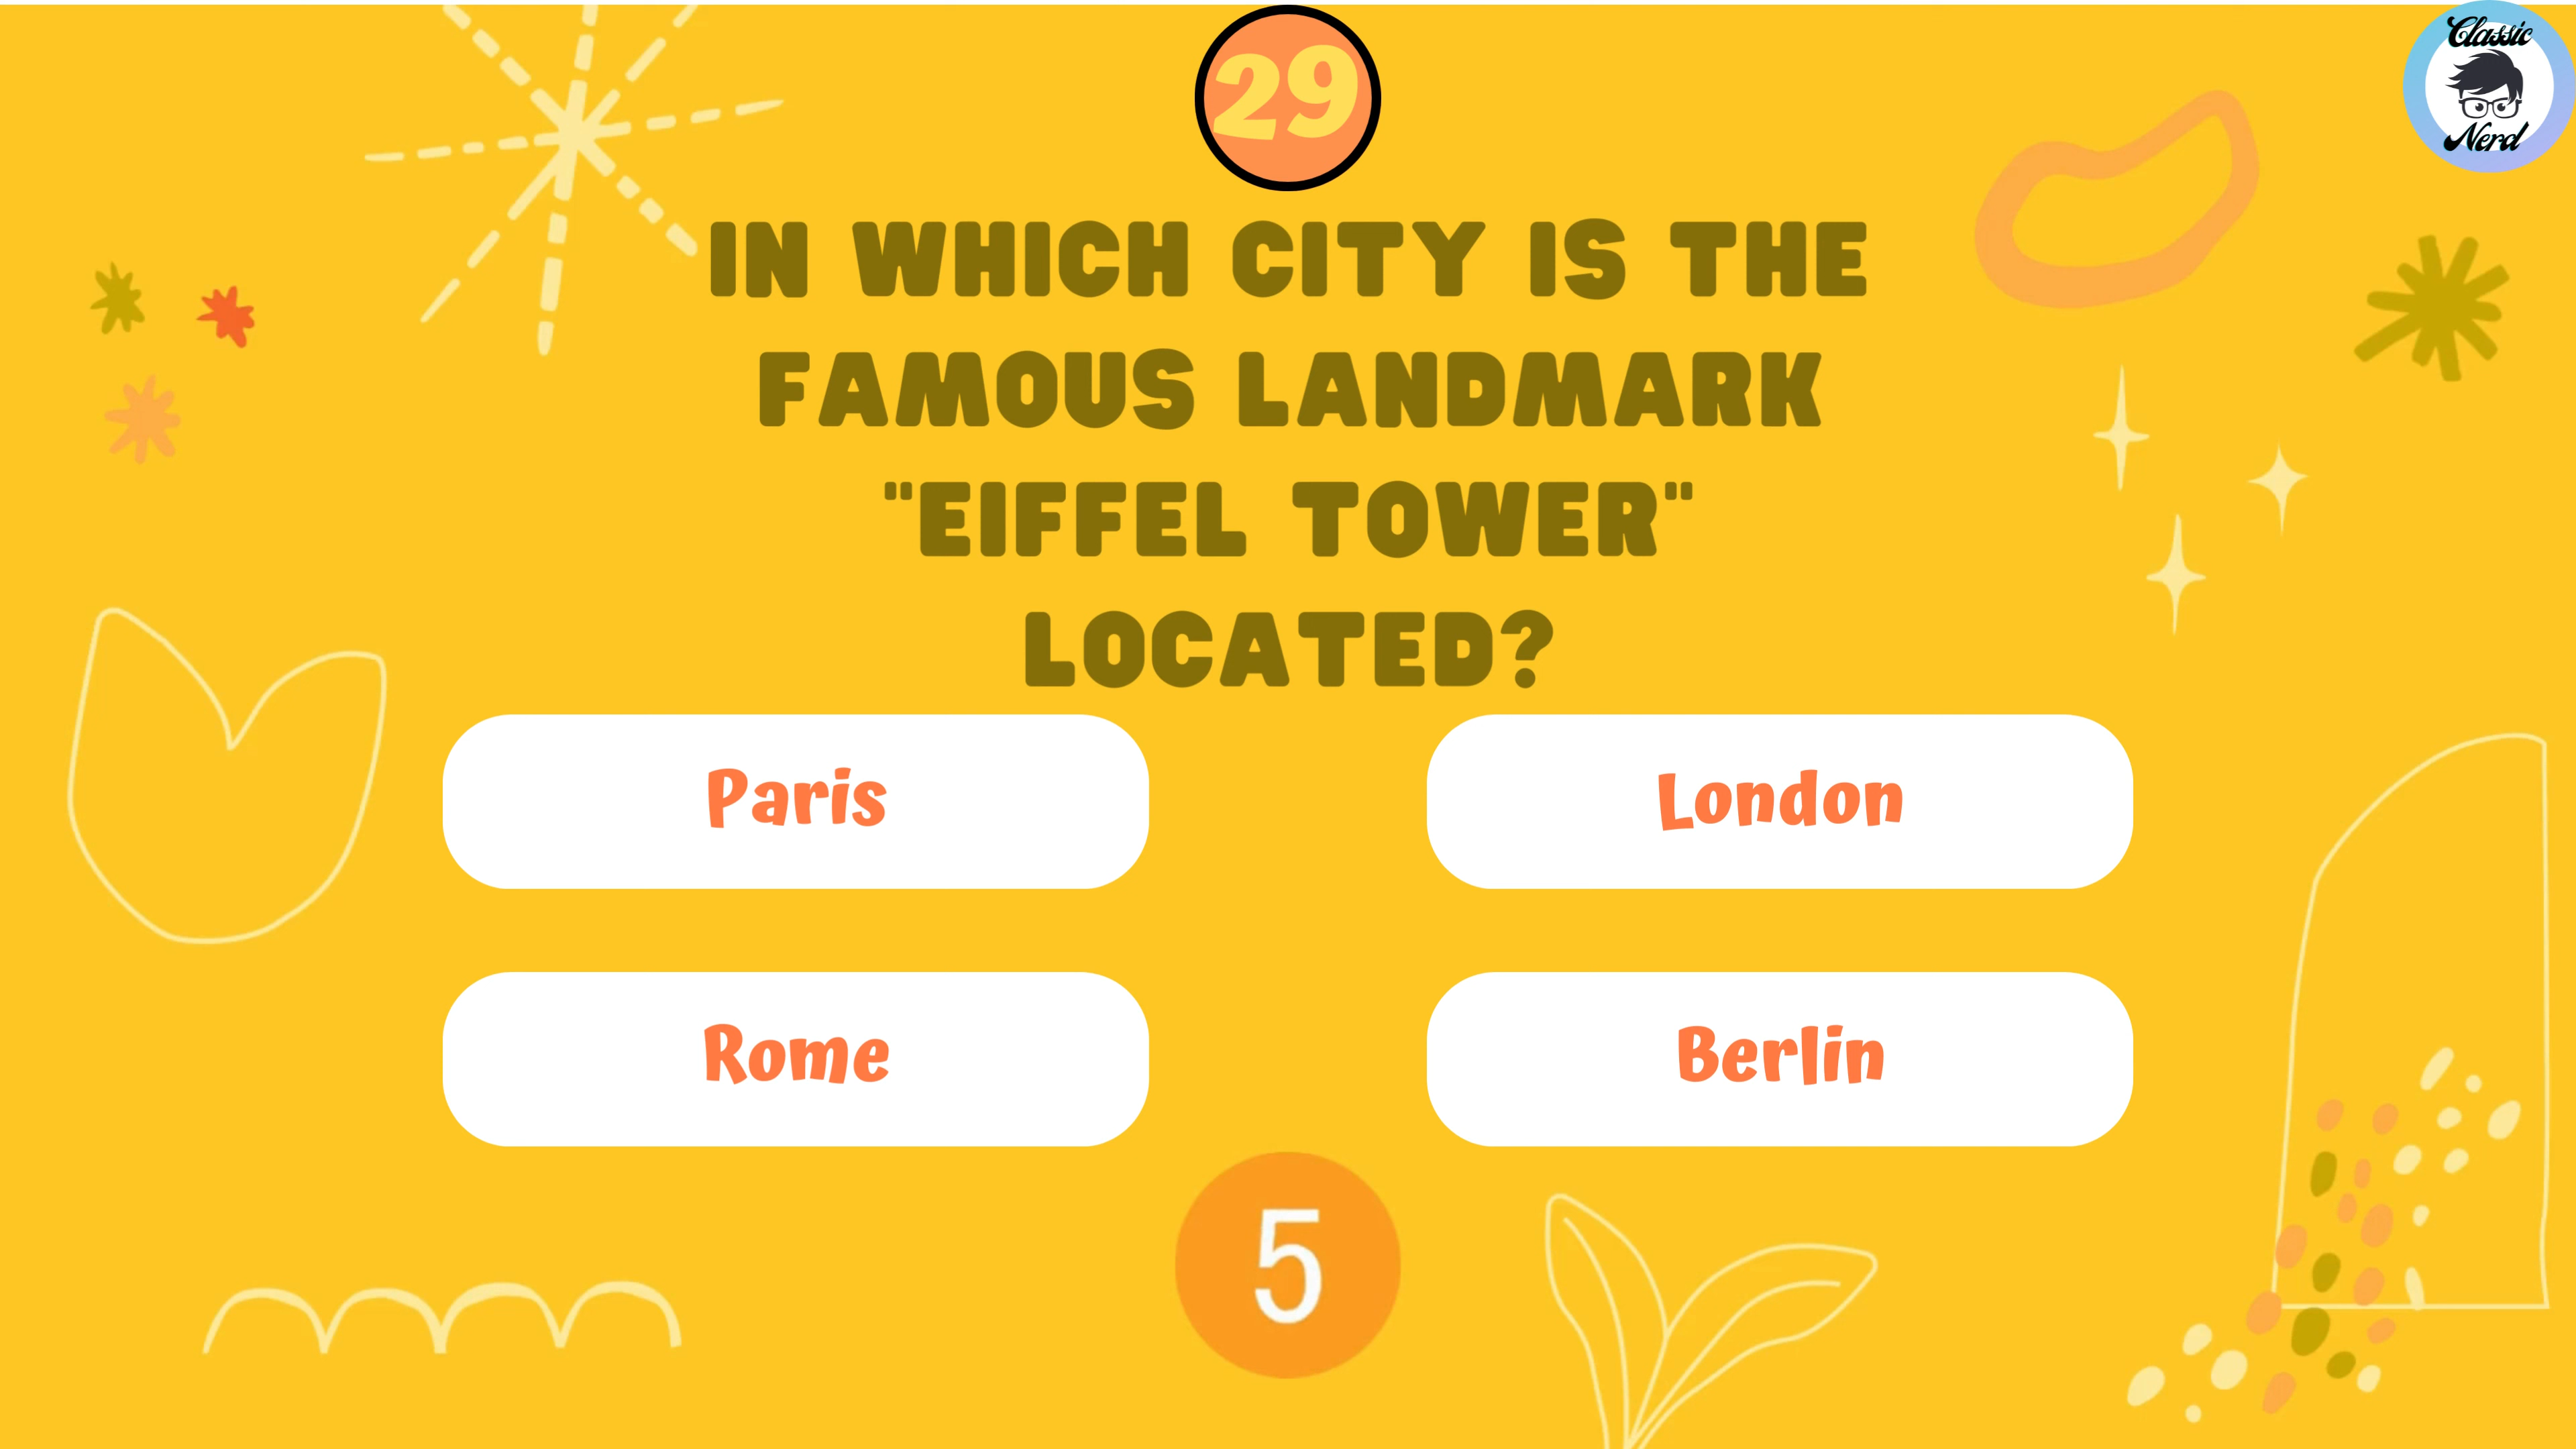 29
Classic
Nerd
IN WHICH CITY IS THE
FAMOUS LANDMARK
"EIFFEL TOWER"
LOCATED?
Paris
London
Rome
Berlin
5